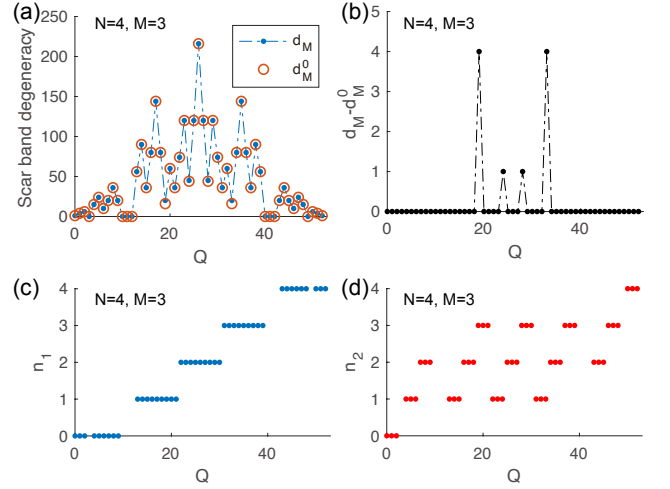 (a)
N=4, M=3
Scar band degeneracy
250
200
150
100
50
0
0
20
40
Q
d_M
d_M^0
(b)
N=4, M=3
d_M-d_M^0
5
4
3
2
1
0
0
20
40
Q
(c)
N=4, M=3
n_1
4
3
2
1
0
0
20
40
Q
(d)
N=4, M=3
n_2
4
3
2
1
0
0
20
40
Q